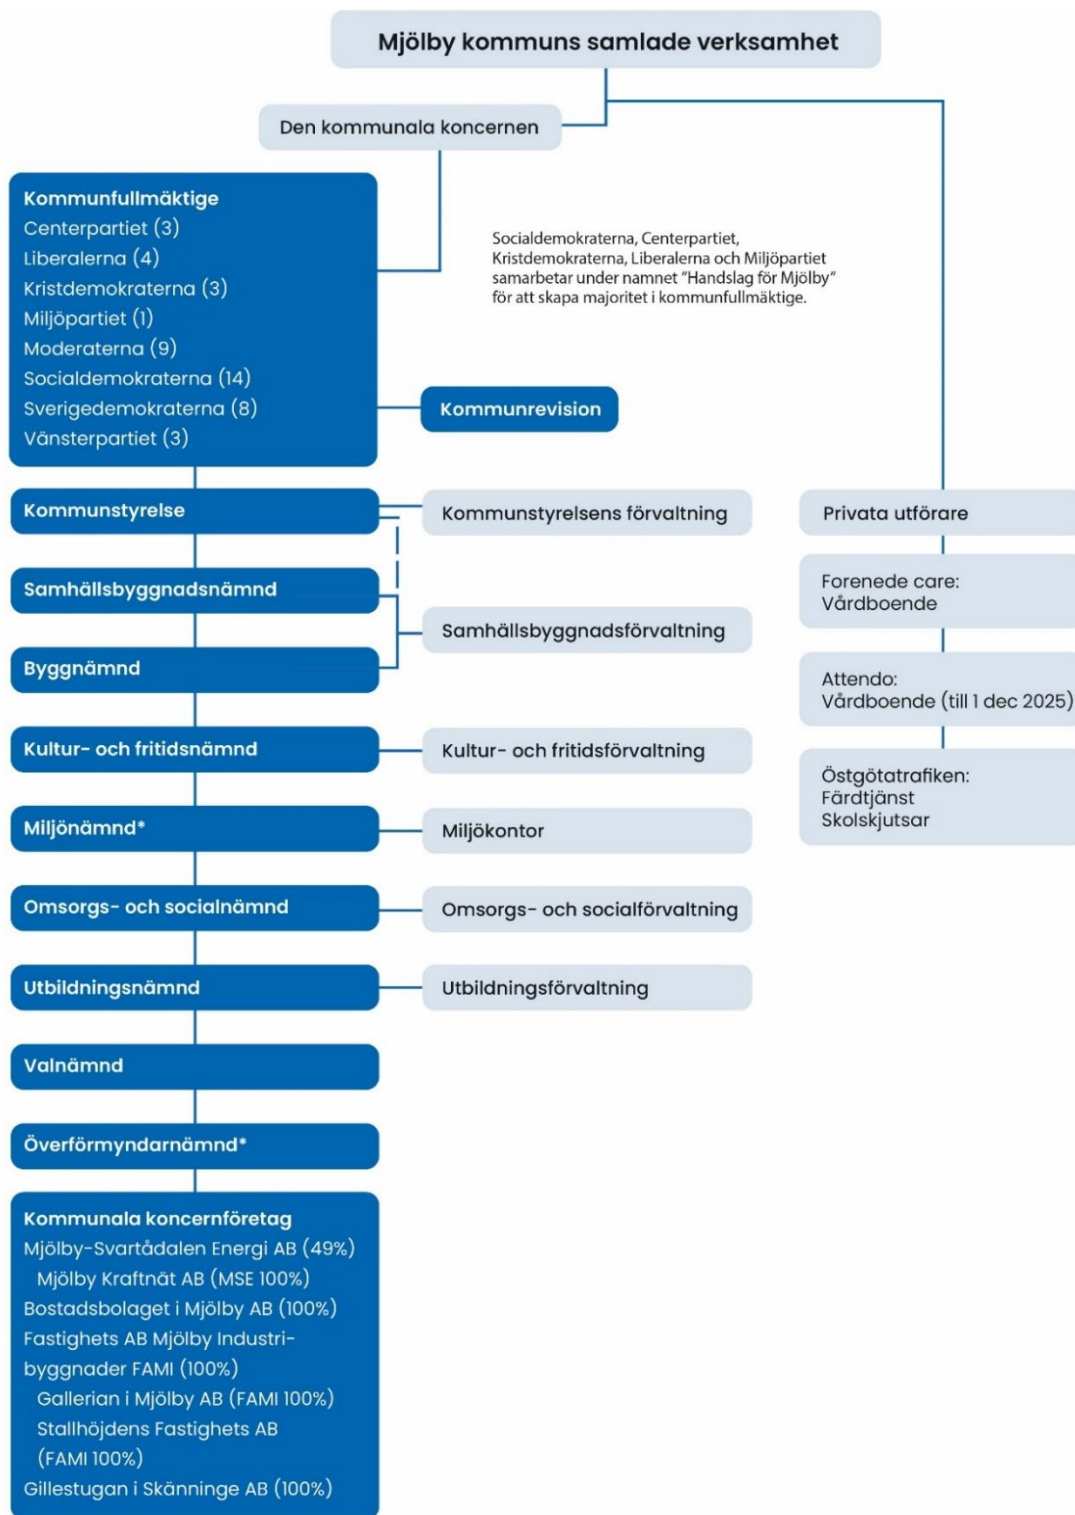 Mjölby kommuns samlade verksamhet
Den kommunala koncernen
Kommunfullmäktige
Centerpartiet (3)
Liberalerna (4)
Kristdemokraterna (3)
Miljöpartiet (1)
Moderaterna (9)
Socialdemokraterna (14)
Sverigedemokraterna (8)
Vänsterpartiet (3)
Socialdemokraterna, Centerpartiet,
Kristdemokraterna, Liberalerna och Miljöpartiet
samarbetar under namnet "Handslag för Mjölby"
för att skapa majoritet i kommunfullmäktige.
Kommunrevision
Kommunstyrelse
Kommunstyrelsens förvaltning
Samhällsbyggnadsnämnd
Samhällsbyggnadsförvaltning
Byggnämnd
Kultur- och fritidsnämnd
Kultur- och fritidsförvaltning
Miljönämnd*
Miljökontor
Omsorgs- och socialnämnd
Omsorgs- och socialförvaltning
Utbildningsnämnd
Utbildningsförvaltning
Valnämnd
Överförmyndarnämnd*
Kommunala koncernföretag
Mjölby-Svartådalen Energi AB (49%)
Mjölby Kraftnät AB (MSE 100%)
Bostadsbolaget i Mjölby AB (100%)
Fastighets AB Mjölby Industri-
byggnader FAMI (100%)
Gallerian i Mjölby AB (FAMI 100%)
Stallhöjdens Fastighets AB
(FAMI 100%)
Gillestugan i Skänninge AB (100%)
Privata utförare
Forenede care:
Vårdboende
Attendo:
Vårdboende (till 1 dec 2025)
Östgötatrafiken:
Färdtjänst
Skolskjutsar